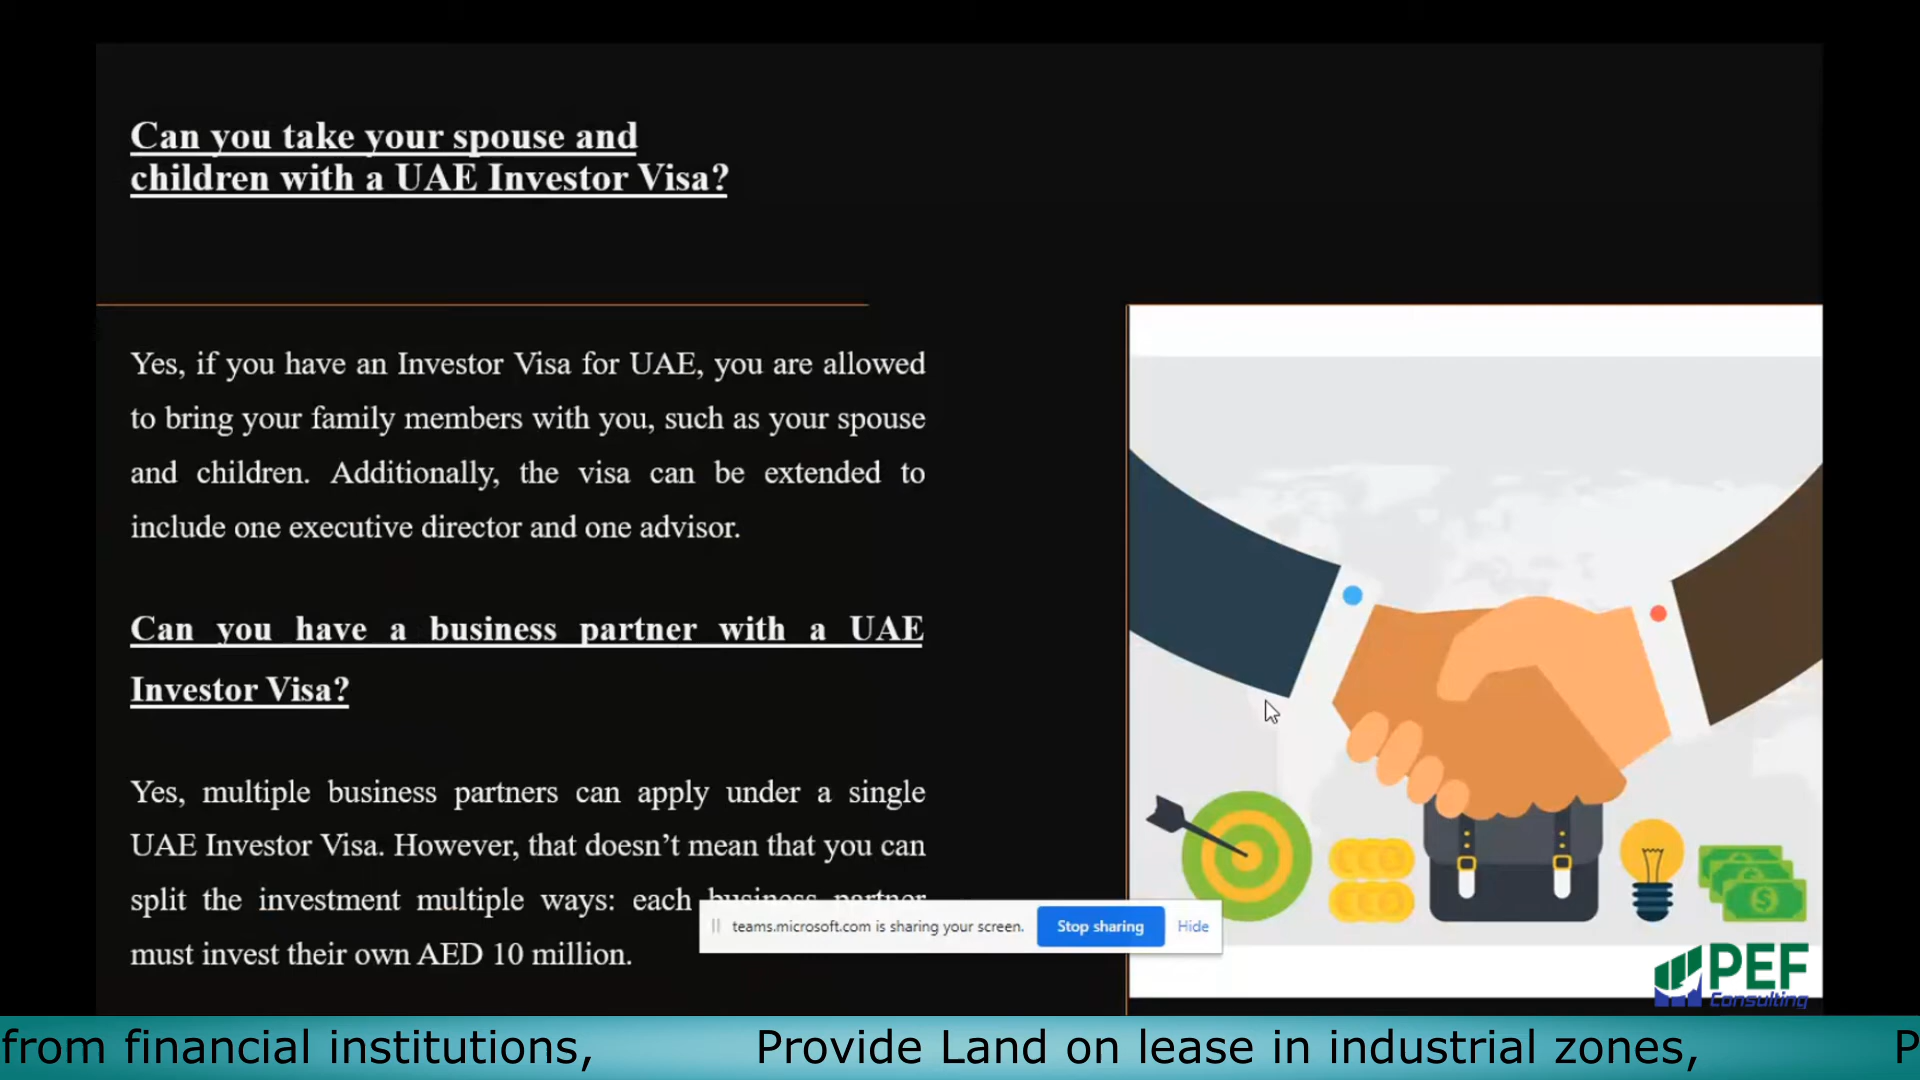 Can you take your spouse and
children with a UAE Investor Visa?
Yes, if you have an Investor Visa for UAE, you are allowed
to bring your family members with you, such as your spouse
and children. Additionally, the visa can be extended to
include one executive director and one advisor.
Can you have a business partner with a UAE
Investor Visa?
Yes, multiple business partners can apply under a single
UAE Investor Visa. However, that doesn’t mean that you can
split the investment multiple ways: each business partner
must invest their own AED 10 million.
teams.microsoft.com is sharing your screen. Stop sharing Hide
PEF
Consulting
from financial institutions, Provide Land on lease in industrial zones, P